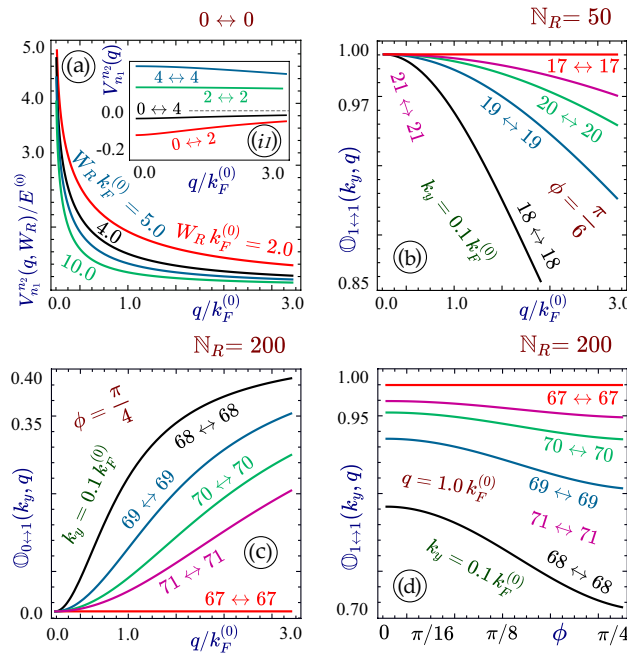 0 ↔ 0
(a)
5.0
4.0
3.0
2.0
1.0
0.0
1.0
3.0
q/k_F^(0)
V_{n_1}^{n_2}(q, W_R)/E^(0)
W_R k_F^(0) = 5.0
W_R k_F^(0) = 2.0
4.0
10.0
V_{n_1}^{n_2}(q)
4 ↔ 4
2 ↔ 2
0 ↔ 4
0 ↔ 2
(i1)
0.0
-0.2
0.0
1.0
3.0
q/k_F^(0)
ℕ_R = 50
1.00
0.97
0.85
𝕆_{1↔1}(k_y, q)
17 ↔ 17
21 ↔ 21
20 ↔ 20
19 ↔ 19
18 ↔ 18
ϕ = π/6
k_y = 0.1 k_F^(0)
(b)
0.0
1.0
3.0
q/k_F^(0)
ℕ_R = 200
0.40
0.35
0.0
𝕆_{0↔1}(k_y, q)
ϕ = π/4
k_y = 0.1 k_F^(0)
68 ↔ 68
69 ↔ 69
70 ↔ 70
71 ↔ 71
67 ↔ 67
(c)
0.0
1.0
3.0
q/k_F^(0)
ℕ_R = 200
1.00
0.95
0.70
𝕆_{1↔1}(k_y, q)
67 ↔ 67
70 ↔ 70
q = 1.0 k_F^(0)
69 ↔ 69
71 ↔ 71
k_y = 0.1 k_F^(0)
68 ↔ 68
(d)
0
π/16
π/8
ϕ
π/4